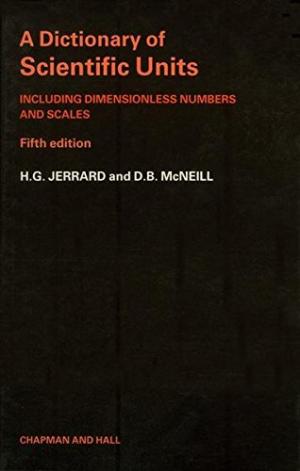 A Dictionary of
Scientific Units
INCLUDING DIMENSIONLESS NUMBERS
AND SCALES
Fifth edition
H.G. JERRARD and D.B. McNEILL
CHAPMAN AND HALL